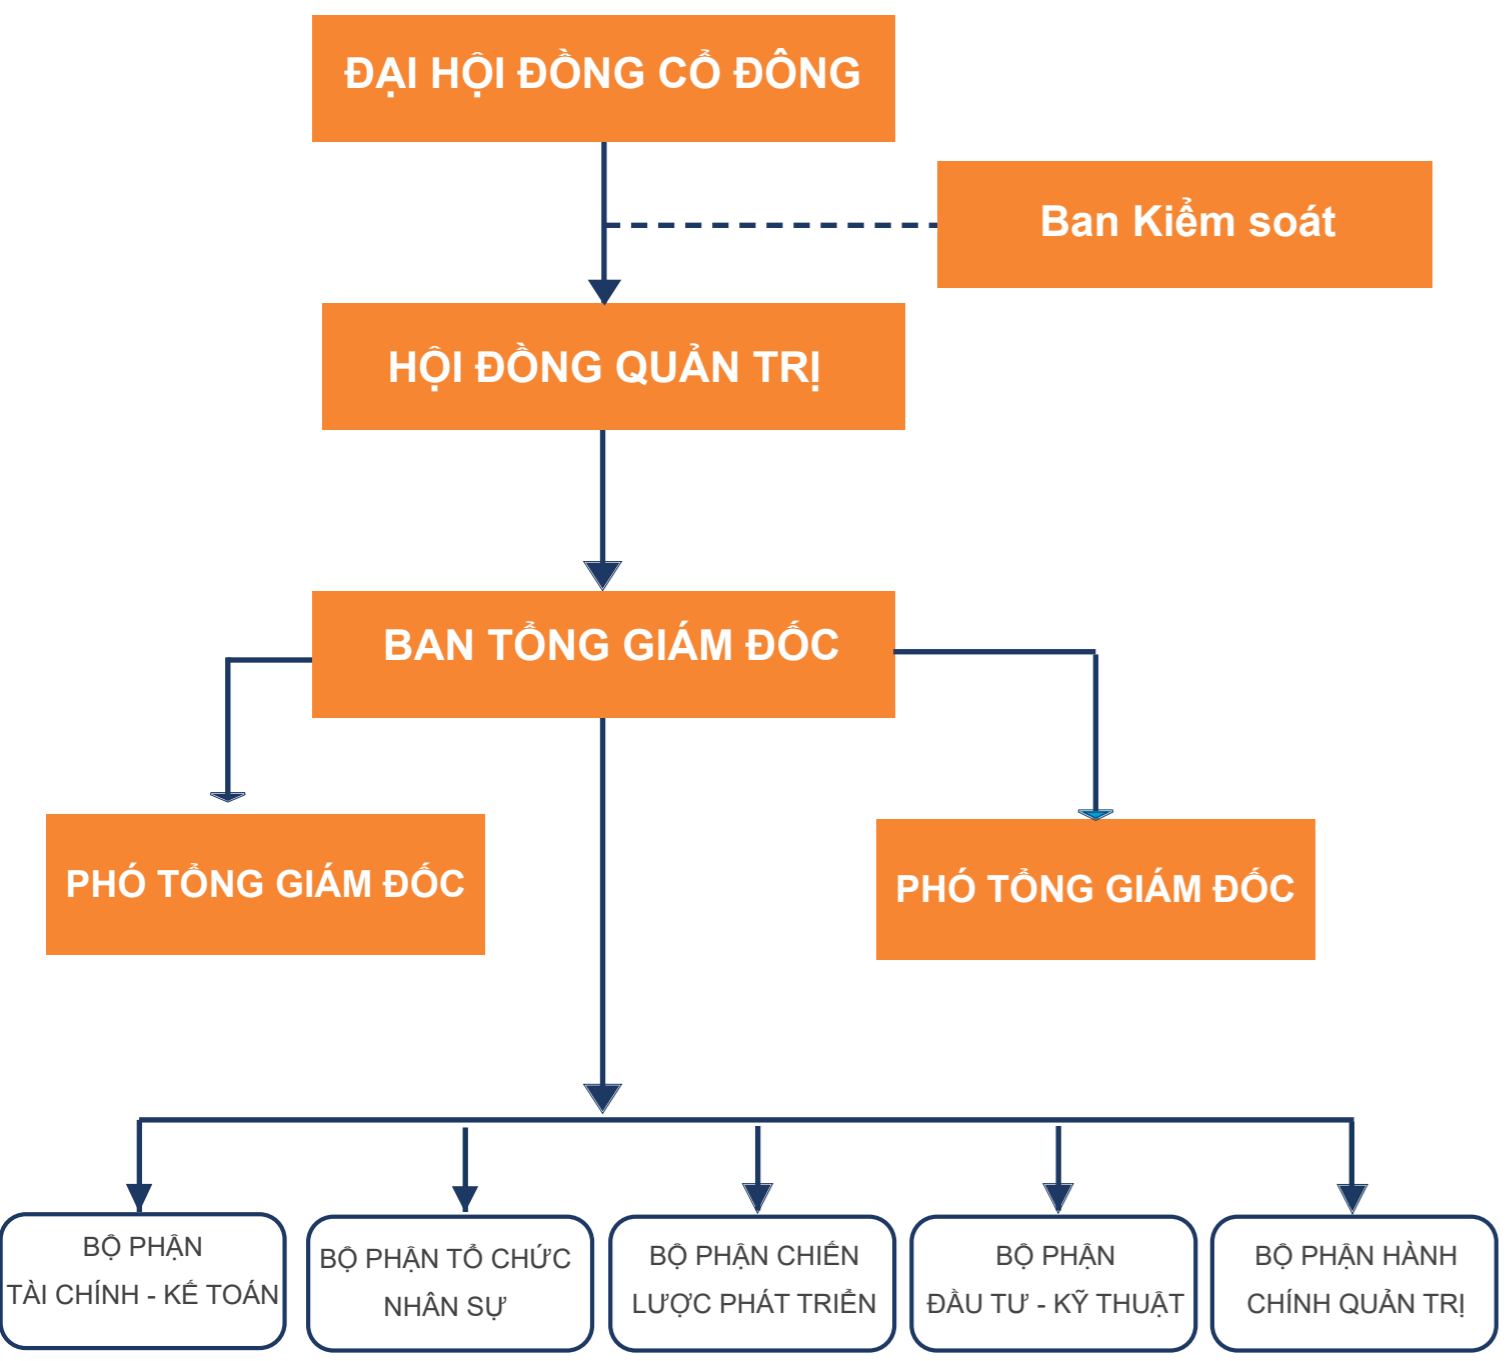 ĐẠI HỘI ĐỒNG CỔ ĐÔNG
Ban Kiểm soát
HỘI ĐỒNG QUẢN TRỊ
BAN TỔNG GIÁM ĐỐC
PHÓ TỔNG GIÁM ĐỐC
PHÓ TỔNG GIÁM ĐỐC
BỘ PHẬN
TÀI CHÍNH - KẾ TOÁN
BỘ PHẬN TỔ CHỨC
NHÂN SỰ
BỘ PHẬN CHIẾN
LƯỢC PHÁT TRIỂN
BỘ PHẬN
ĐẦU TƯ - KỸ THUẬT
BỘ PHẬN HÀNH
CHÍNH QUẢN TRỊ